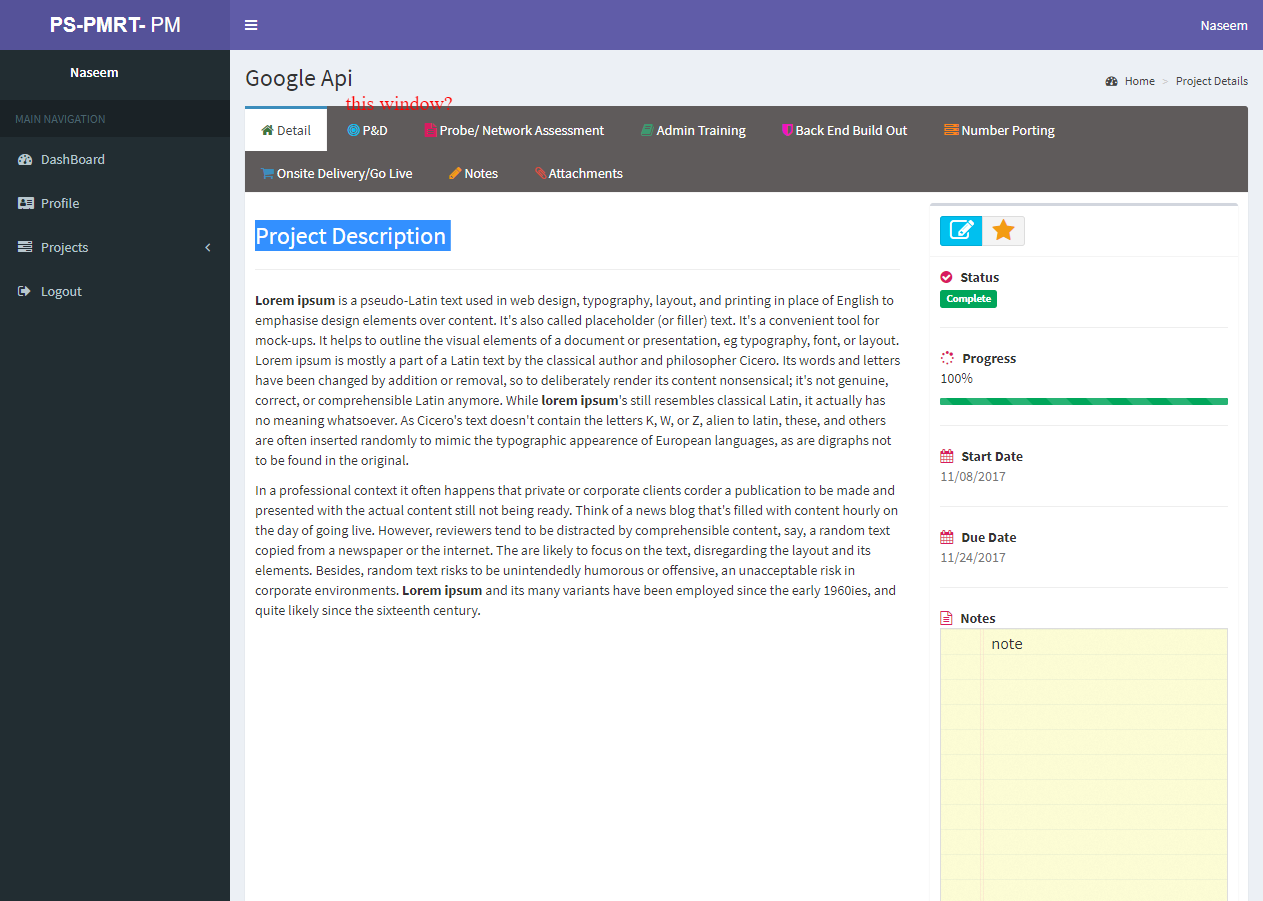 PS-PMRT- PM
Naseem
Naseem
MAIN NAVIGATION
DashBoard
Profile
Projects
Logout
Google Api
Home > Project Details
this window?
Detail P&D Probe/ Network Assessment Admin Training Back End Build Out Number Porting
Onsite Delivery/Go Live Notes Attachments
Project Description
Lorem ipsum is a pseudo-Latin text used in web design, typography, layout, and printing in place of English to
emphasise design elements over content. It's also called placeholder (or filler) text. It's a convenient tool for
mock-ups. It helps to outline the visual elements of a document or presentation, eg typography, font, or layout.
Lorem ipsum is mostly a part of a Latin text by the classical author and philosopher Cicero. Its words and letters
have been changed by addition or removal, so to deliberately render its content nonsensical; it's not genuine,
correct, or comprehensible Latin anymore. While lorem ipsum's still resembles classical Latin, it actually has
no meaning whatsoever. As Cicero's text doesn't contain the letters K, W, or Z, alien to latin, these, and others
are often inserted randomly to mimic the typographic appearence of European languages, as are digraphs not
to be found in the original.
In a professional context it often happens that private or corporate clients corder a publication to be made and
presented with the actual content still not being ready. Think of a news blog that's filled with content hourly on
the day of going live. However, reviewers tend to be distracted by comprehensible content, say, a random text
copied from a newspaper or the internet. The are likely to focus on the text, disregarding the layout and its
elements. Besides, random text risks to be unintendedly humorous or offensive, an unacceptable risk in
corporate environments. Lorem ipsum and its many variants have been employed since the early 1960ies, and
quite likely since the sixteenth century.
Status
Complete
Progress
100%
Start Date
11/08/2017
Due Date
11/24/2017
Notes
note